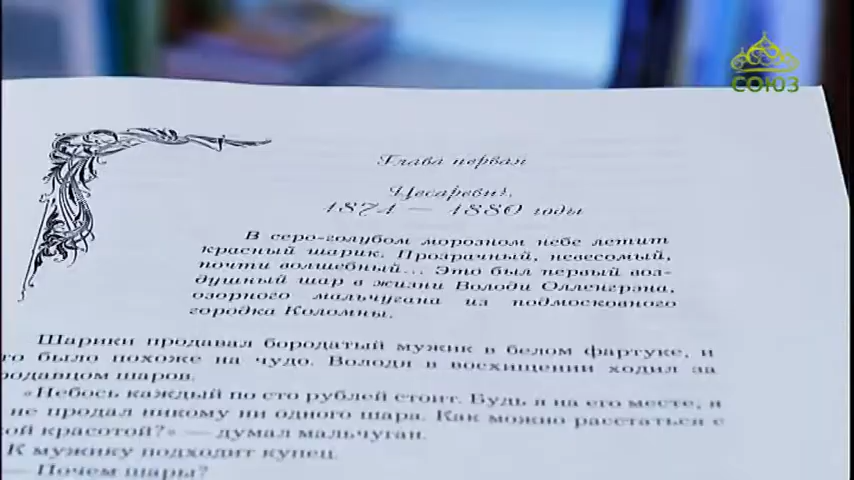 СОЮЗ
Глава первая
Цесаревич.
1874 — 1880 годы
В серо-голубом морозном небе летит
красный шарик. Прозрачный, невесомый,
почти волшебный... Это был первый воз-
душный шар в жизни Володи Олленгрэна,
озорного мальчугана из подмосковного
городка Коломны.
Шарики продавал бородатый мужик в белом фартуке, и
го было похоже на чудо. Володя в восхищении ходил за
родавцом шаров.
«Небось каждый по сто рублей стоит. Будь я на его месте, я
не продал никому ни одного шара. Как можно расстаться с
кой красотой?» — думал мальчуган.
К мужику подходит купец.
— Почем шары?